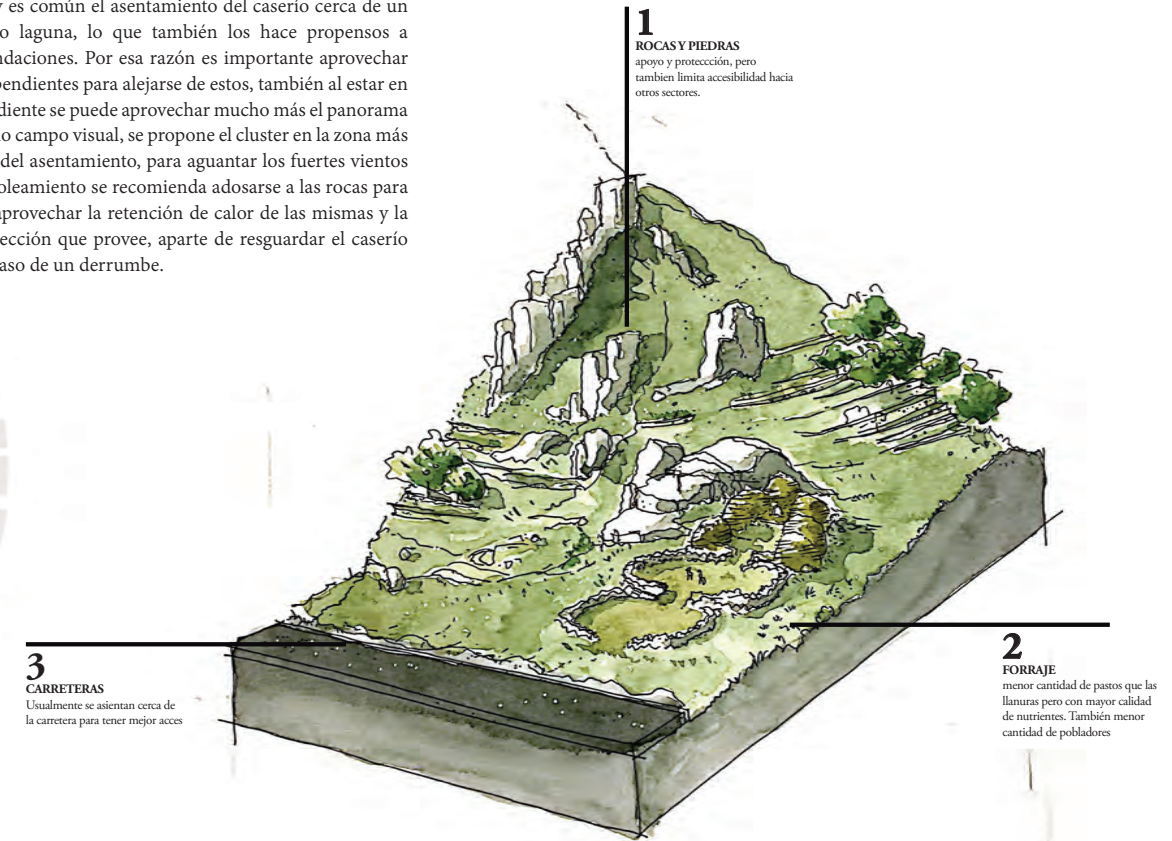 y es común el asentamiento del caserío cerca de un
o laguna, lo que también los hace propensos a
ndaciones. Por esa razón es importante aprovechar
pendientes para alejarse de estos, también al estar en
diente se puede aprovechar mucho más el panorama
o campo visual, se propone el cluster en la zona más
del asentamiento, para aguantar los fuertes vientos
oleamiento se recomienda adosarse a las rocas para
aprovechar la retención de calor de las mismas y la
ección que provee, aparte de resguardar el caserío
aso de un derrumbe.
1
ROCAS Y PIEDRAS
apoyo y proteccción, pero
tambien limita accesibilidad hacia
otros sectores.
2
FORRAJE
menor cantidad de pastos que las
llanuras pero con mayor calidad
de nutrientes. También menor
cantidad de pobladores
3
CARRETERAS
Usualmente se asientan cerca de
la carretera para tener mejor acces